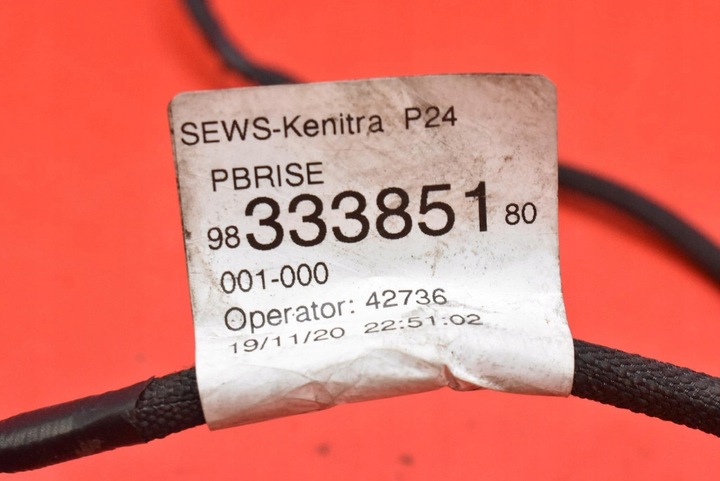 SEWS-Kenitra P24
PBRISE
98 333851 80
001-000
Operator: 42736
19/11/20 22:51:02